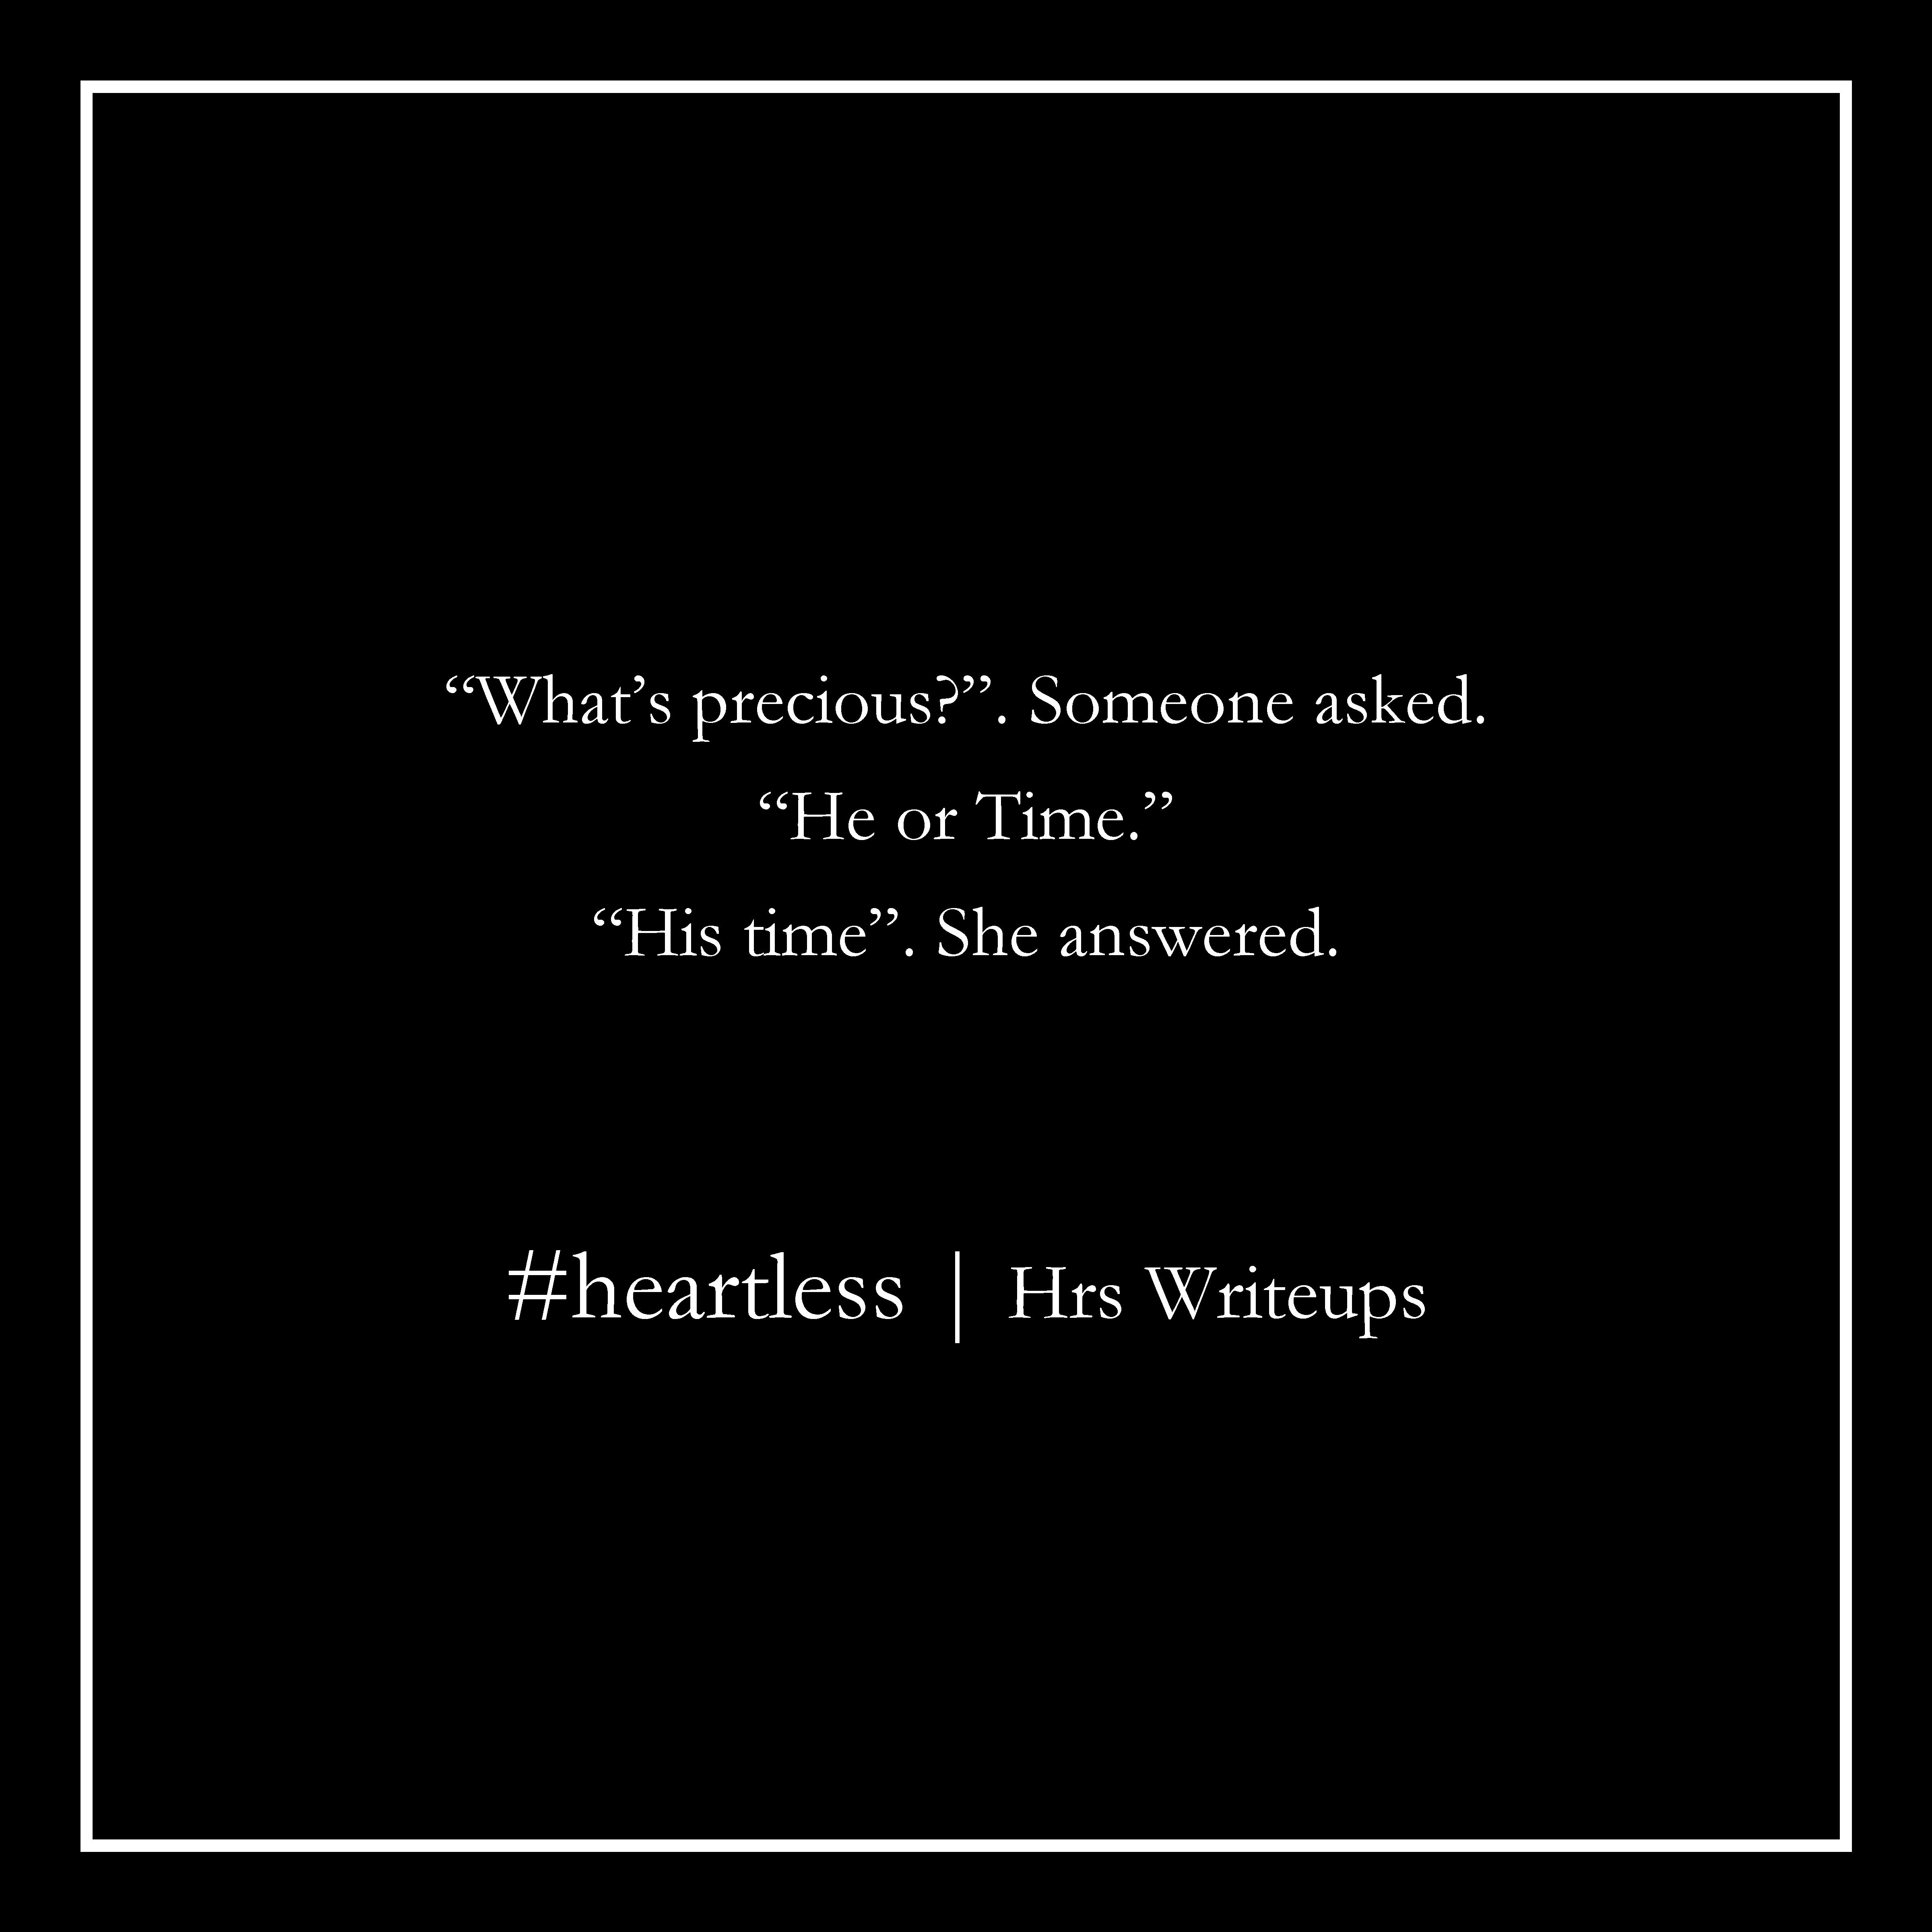 “What’s precious?”. Someone asked.
“He or Time.”
“His time”. She answered.
#heartless | Hrs Writeups